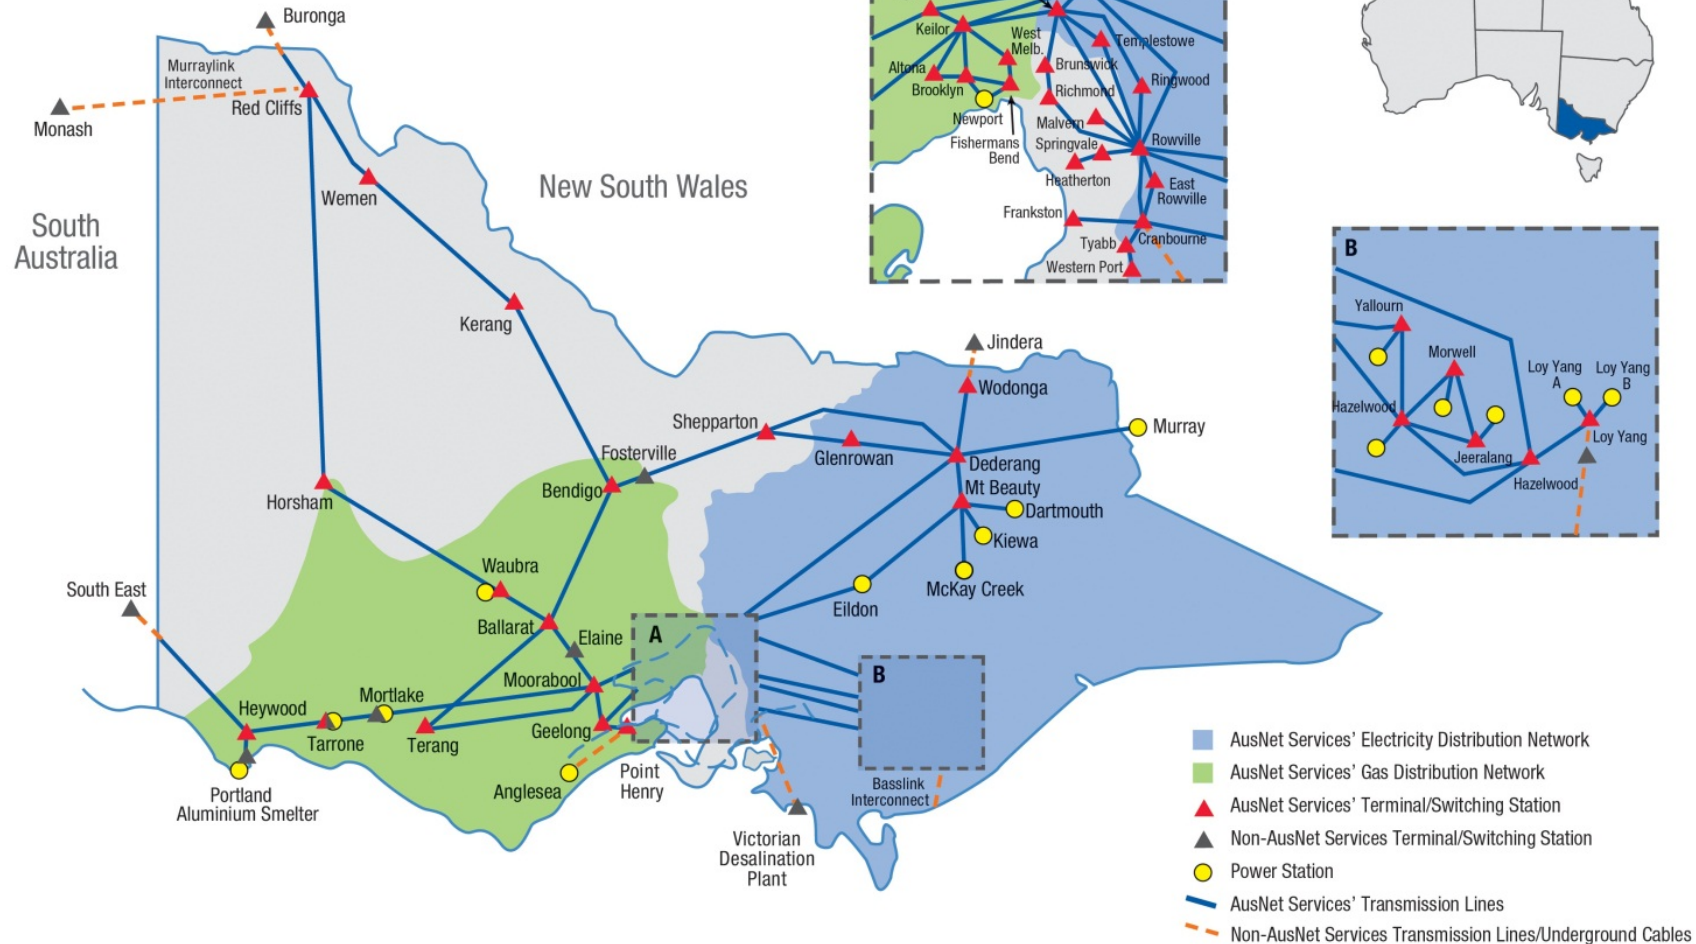 Buronga
Murraylink
Interconnect
Red Cliffs
Monash
Wemen
New South Wales
South
Australia
Kerang
Jindera
Wodonga
Shepparton
Murray
Glenrowan
Fosterville
Dederang
Bendigo
Mt Beauty
Horsham
Dartmouth
Kiewa
Waubra
McKay Creek
South East
Eildon
Ballarat
Elaine
A
Moorabool
B
Mortlake
Heywood
Geelong
Tarrone
Terang
Point
Henry
Anglesea
Basslink
Interconnect
Portland
Aluminium Smelter
Victorian
Desalination
Plant
Keilor
West
Melb.
Templestowe
Altona
Brunswick
Brooklyn
Ringwood
Richmond
Newport
Malvern
Fishermans
Bend
Springvale
Rowville
Heatherton
East
Rowville
Frankston
Cranbourne
Tyabb
Western Port
B
Yallourn
Morwell
Loy Yang
A
Loy Yang
B
Hazelwood
Loy Yang
Jeeralang
Hazelwood
AusNet Services' Electricity Distribution Network
AusNet Services' Gas Distribution Network
AusNet Services' Terminal/Switching Station
Non-AusNet Services Terminal/Switching Station
Power Station
AusNet Services' Transmission Lines
Non-AusNet Services Transmission Lines/Underground Cables